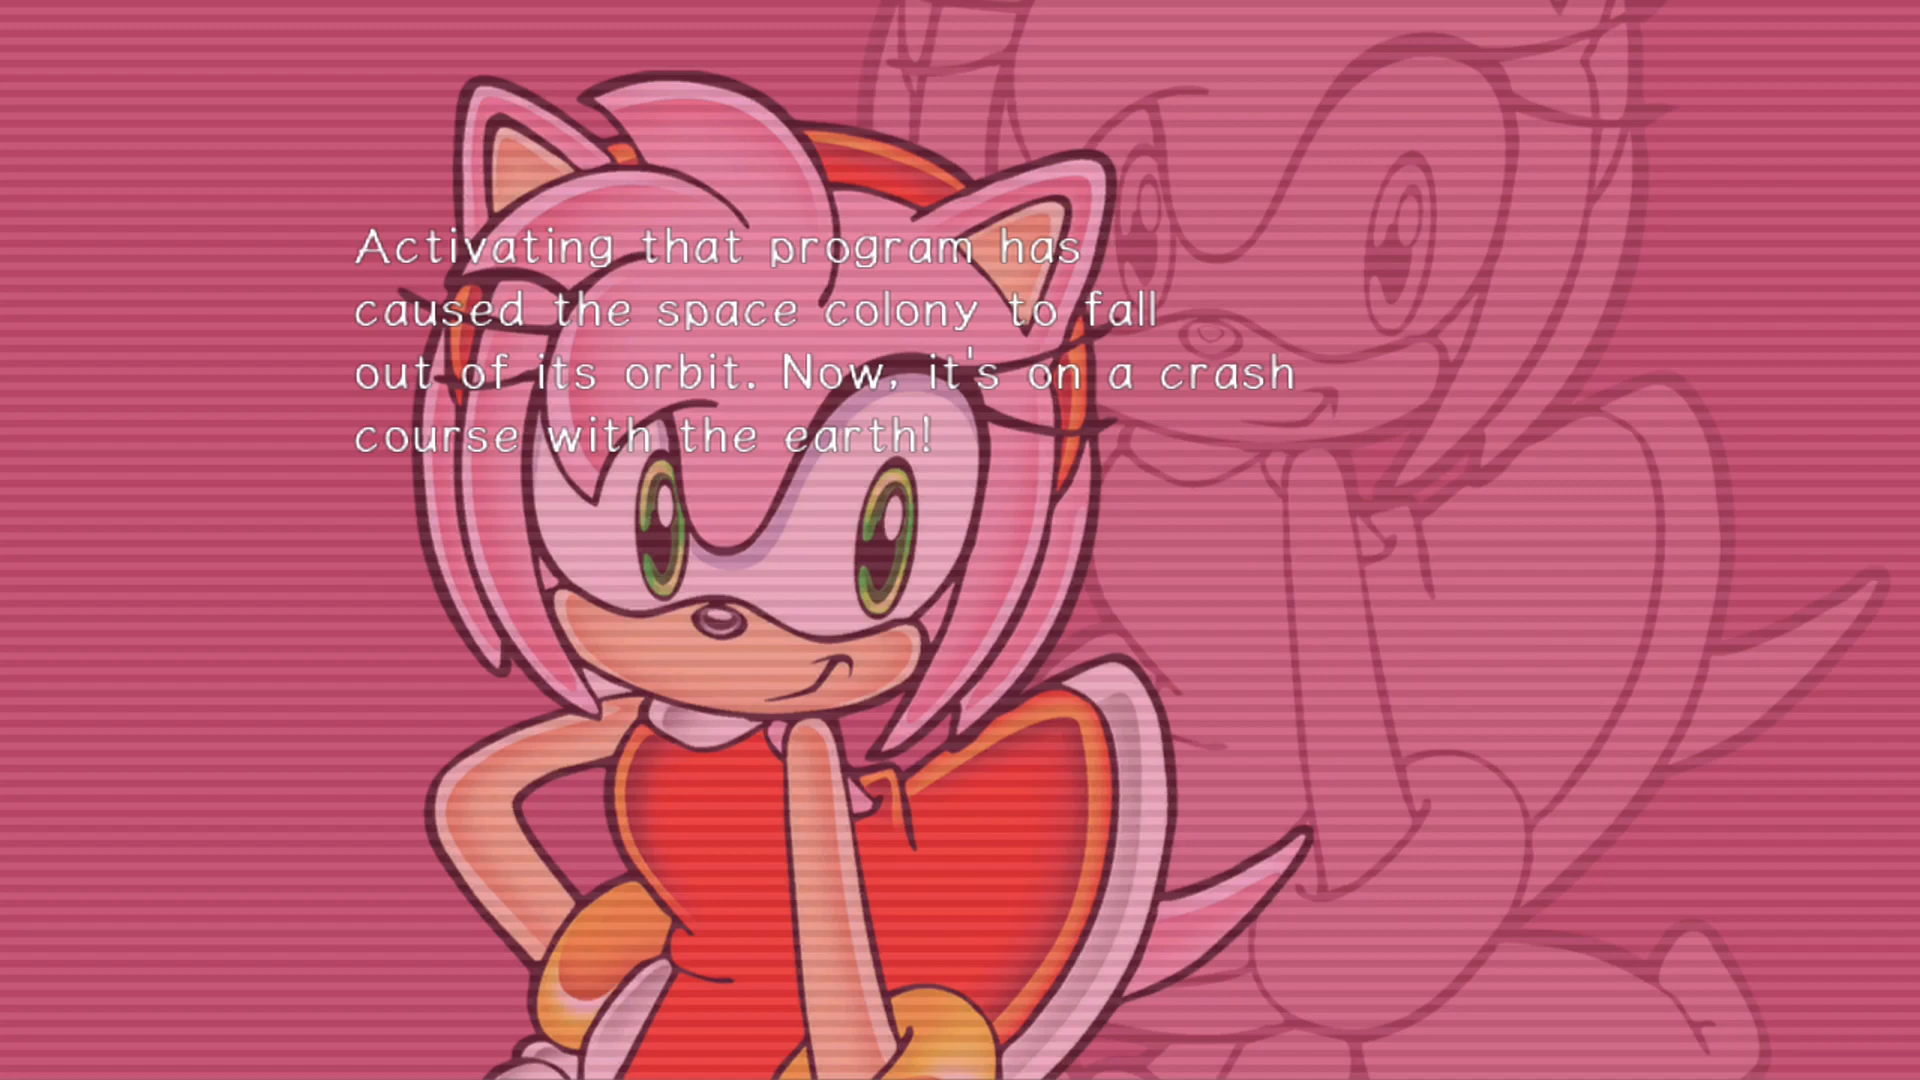 Activating that program has
caused the space colony to fall
out of its orbit. Now, it's on a crash
course with the earth!